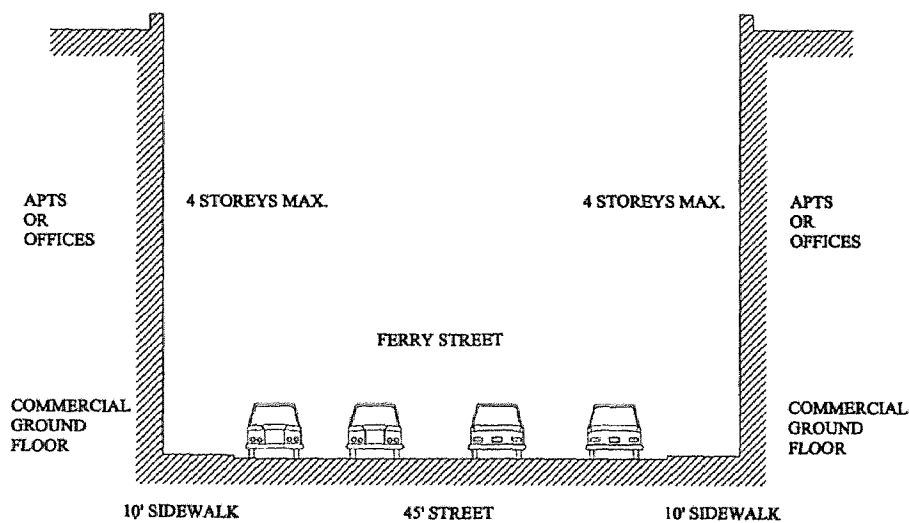 APTS
OR
OFFICES
4 STOREYS MAX.
4 STOREYS MAX.
APTS
OR
OFFICES
FERRY STREET
COMMERCIAL
GROUND
FLOOR
COMMERCIAL
GROUND
FLOOR
10' SIDEWALK
45' STREET
10' SIDEWALK